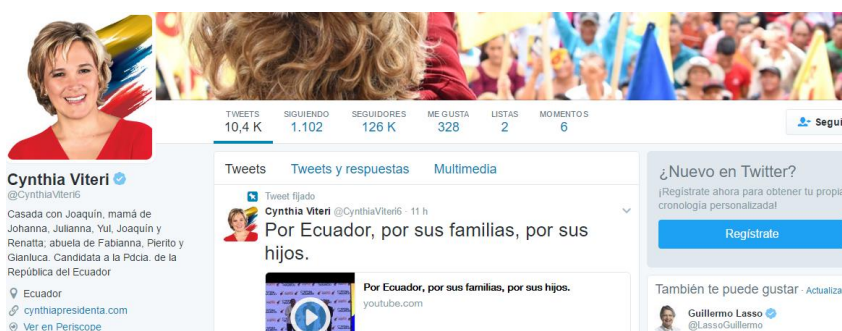 TWEETS SIGUIENDO SEGUIDORES ME GUSTA LISTAS MOMENTOS
10,4 K 1.102 126 K 328 2 6
Segui
Cynthia Viteri
@CynthiaViteri6
Casada con Joaquín, mamá de
Johanna, Julianna, Yul, Joaquín y
Renatta; abuela de Fabianna, Pierito y
Gianluca. Candidata a la Pdcia. de la
República del Ecuador
Ecuador
cynthiapresidenta.com
Ver en Periscope
Tweets Tweets y respuestas Multimedia
Tweet fijado
Cynthia Viteri @CynthiaViteri6 · 11 h
Por Ecuador, por sus familias, por sus
hijos.
Por Ecuador, por sus familias, por sus hijos.
youtube.com
¿Nuevo en Twitter?
¡Regístrate ahora para obtener tu propia
cronología personalizada!
Regístrate
También te puede gustar · Actualiza
Guillermo Lasso
@LassoGuillermo